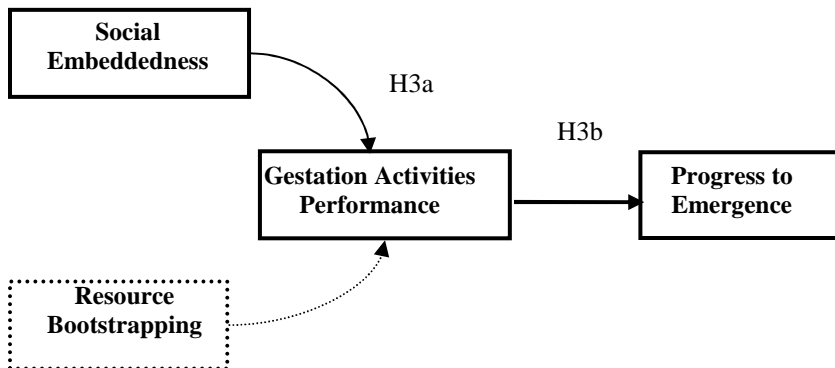 Social
Embeddedness
H3a
H3b
Gestation Activities
Performance
Progress to
Emergence
Resource
Bootstrapping